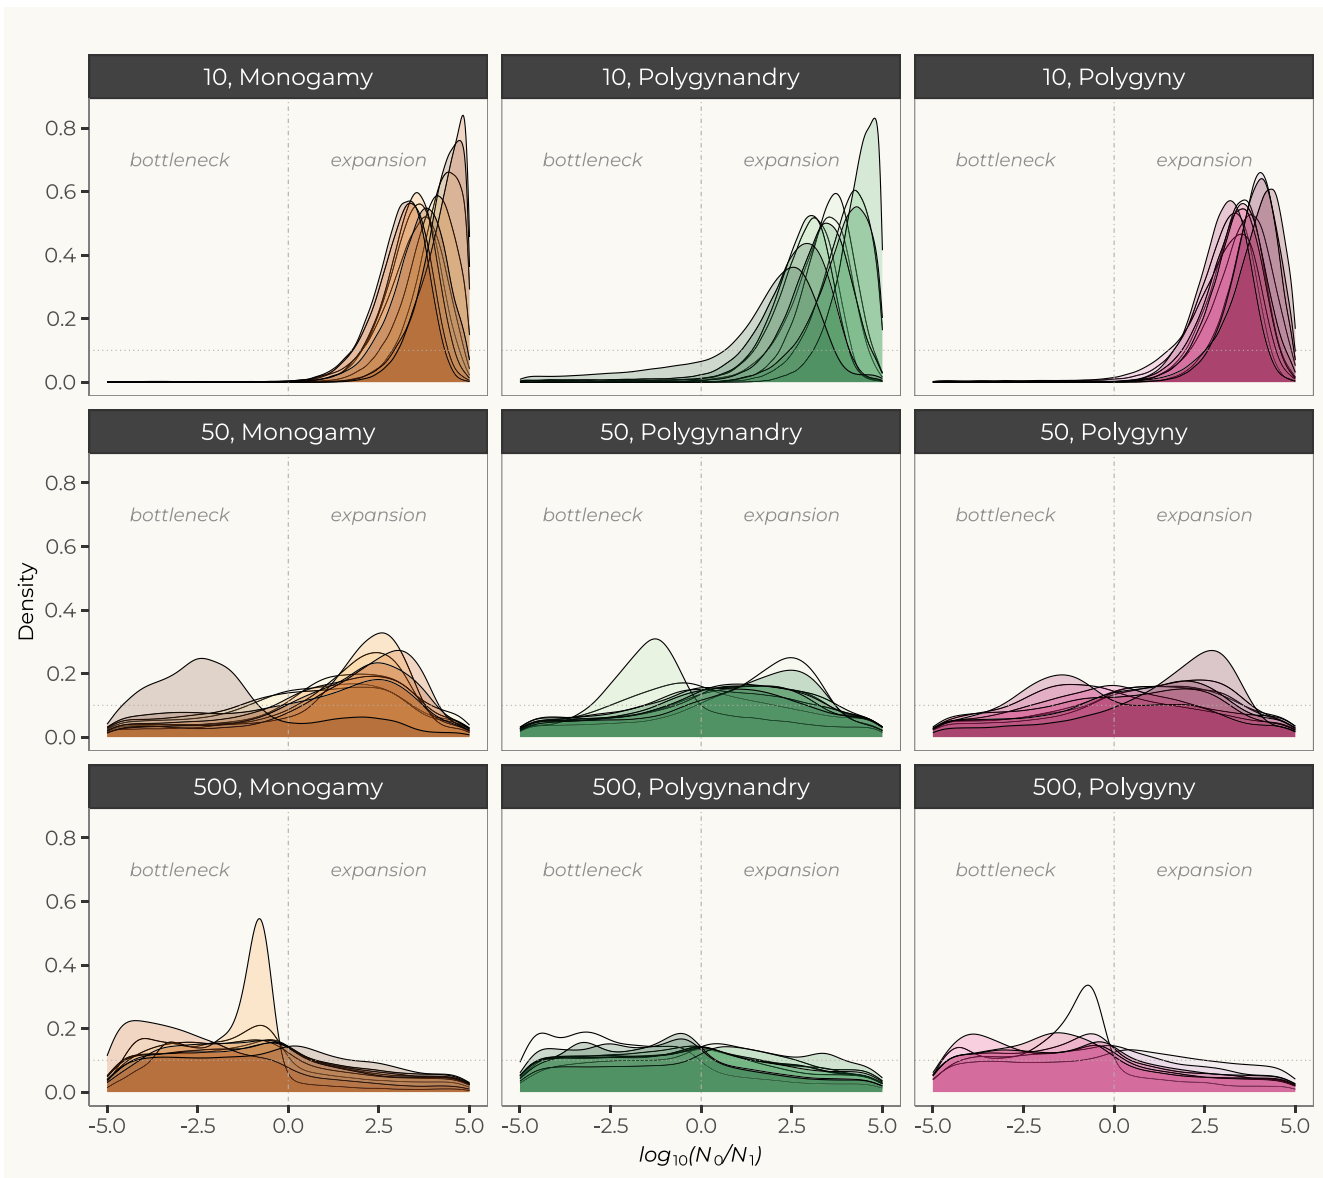 10, Monogamy
10, Polygynandry
10, Polygyny
0.8
bottleneck
expansion
bottleneck
expansion
bottleneck
expansion
0.6
0.4
0.2
0.0
50, Monogamy
50, Polygynandry
50, Polygyny
0.8
bottleneck
expansion
bottleneck
expansion
bottleneck
expansion
0.6
Density
0.4
0.2
0.0
500, Monogamy
500, Polygynandry
500, Polygyny
0.8
bottleneck
expansion
bottleneck
expansion
bottleneck
expansion
0.6
0.4
0.2
0.0
-5.0 -2.5 0.0 2.5 5.0
-5.0 -2.5 0.0 2.5 5.0
-5.0 -2.5 0.0 2.5 5.0
log₁₀(N₀/N₁)